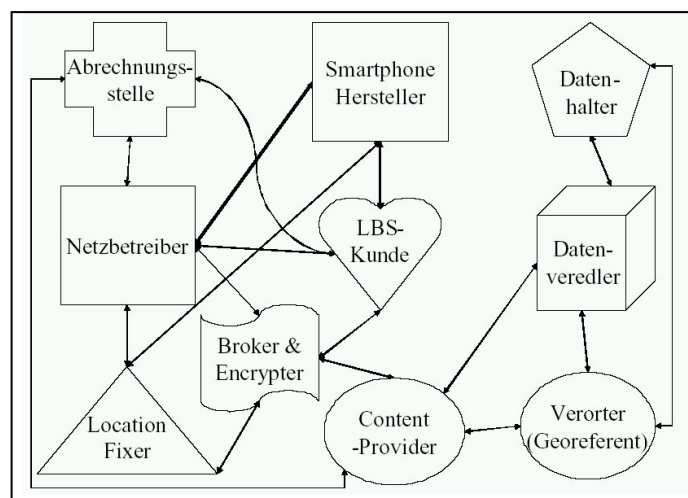 Abrechnungs-
stelle
Smartphone
Hersteller
Daten-
halter
Netzbetreiber
LBS-
Kunde
Daten-
veredler
Broker &
Encrypter
Location
Fixer
Content
-Provider
Verorter
(Georeferent)